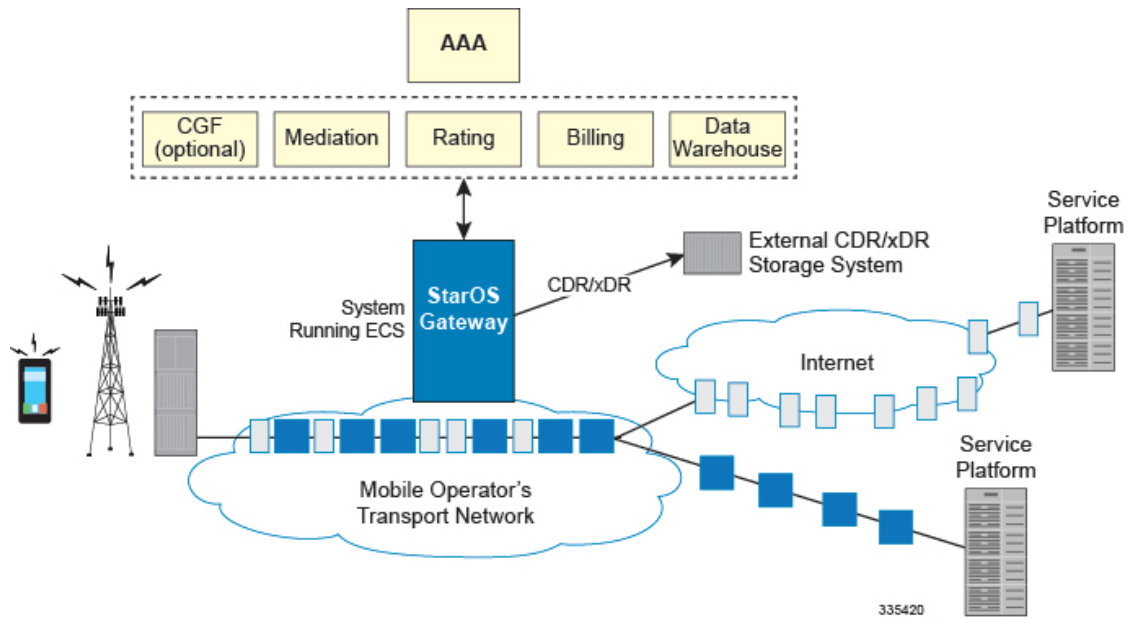 AAA
CGF
(optional)
Mediation
Rating
Billing
Data
Warehouse
Service
Platform
External CDR/xDR
Storage System
CDR/xDR
StarOS
Gateway
System
Running ECS
Internet
Mobile Operator's
Transport Network
Service
Platform
335420